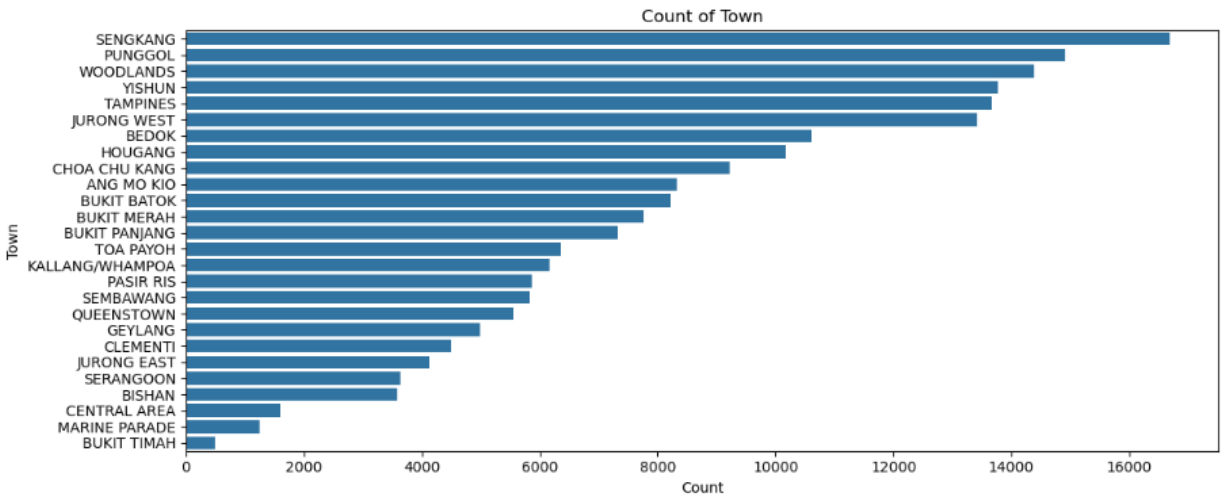 Count of Town
SENGKANG
PUNGGOL
WOODLANDS
YISHUN
TAMPINES
JURONG WEST
BEDOK
HOUGANG
CHOA CHU KANG
ANG MO KIO
BUKIT BATOK
BUKIT MERAH
BUKIT PANJANG
TOA PAYOH
KALLANG/WHAMPOA
PASIR RIS
SEMBAWANG
QUEENSTOWN
GEYLANG
CLEMENTI
JURONG EAST
SERANGOON
BISHAN
CENTRAL AREA
MARINE PARADE
BUKIT TIMAH
Town
0 2000 4000 6000 8000 10000 12000 14000 16000
Count